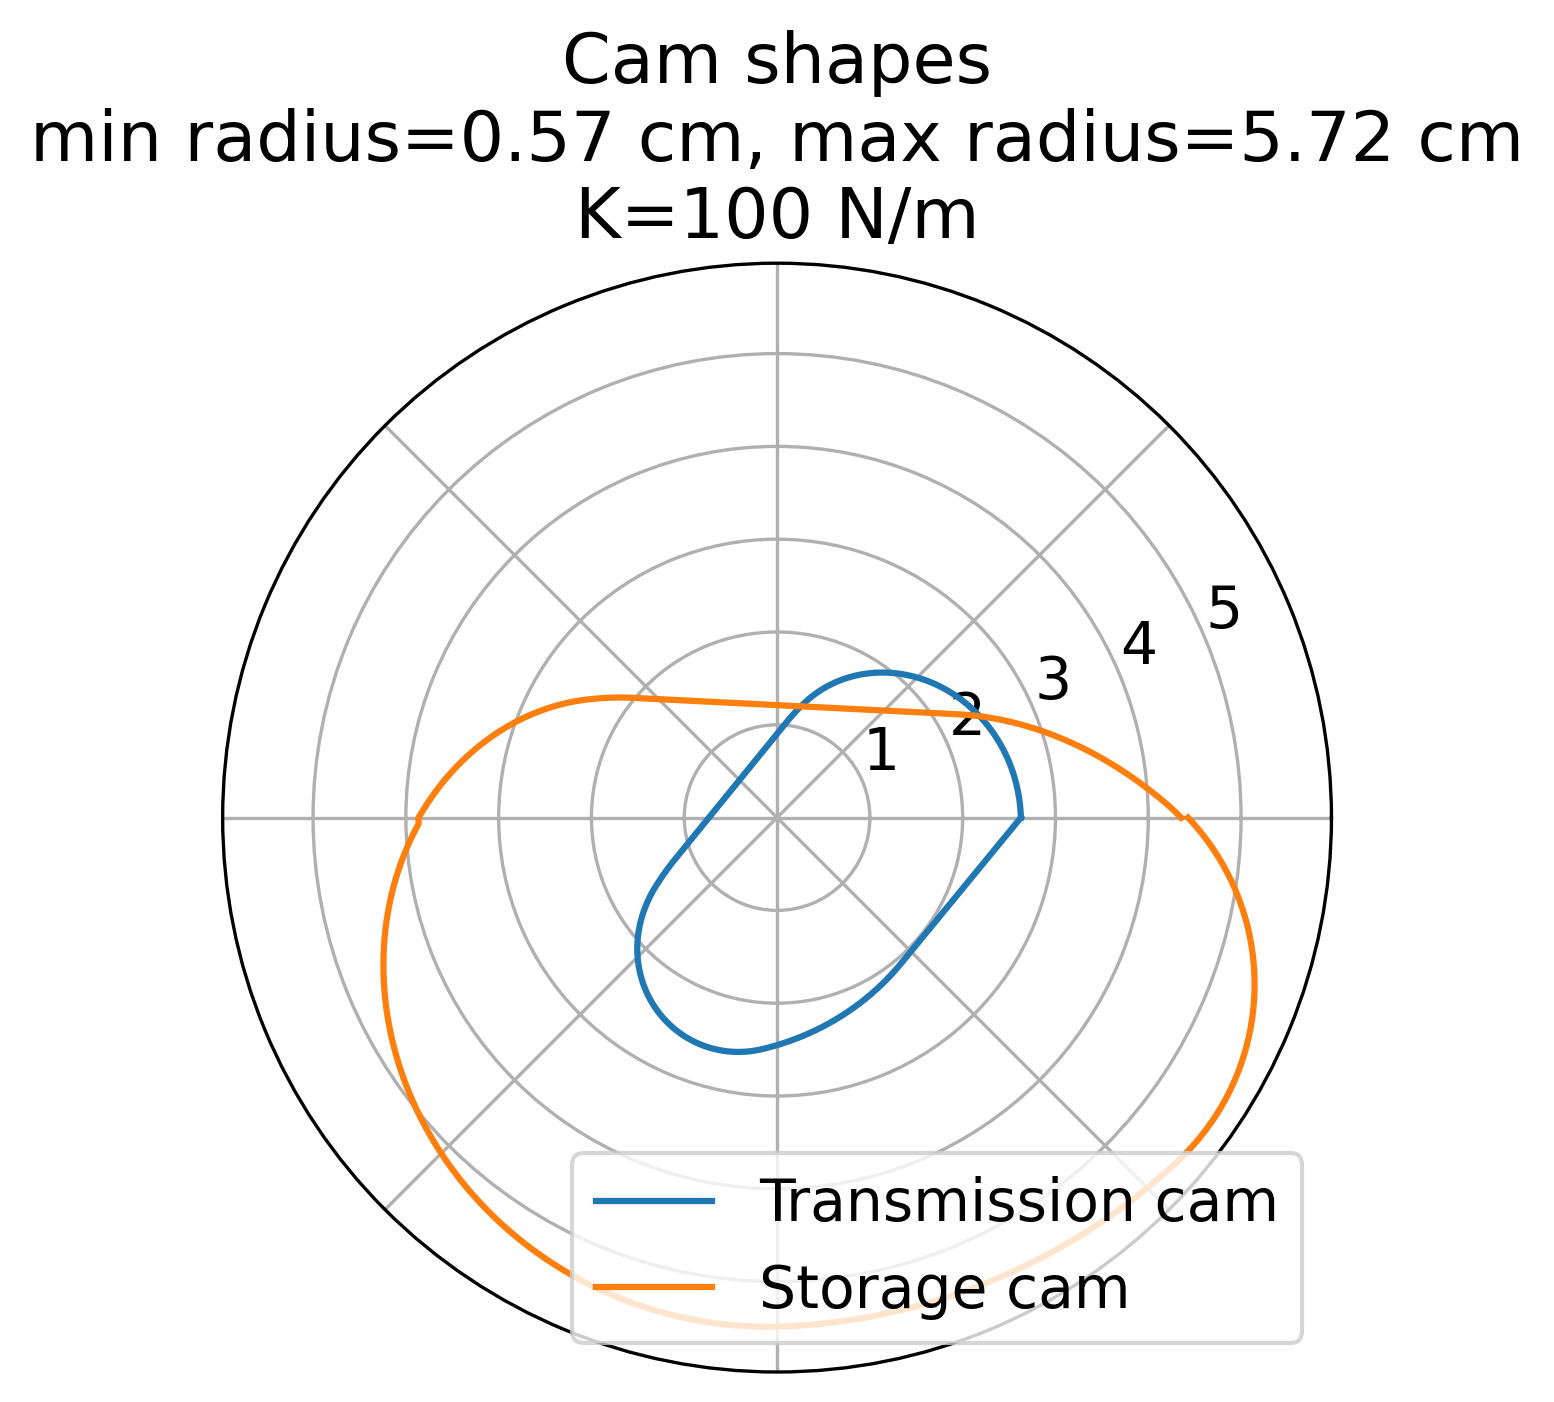 Cam shapes
min radius=0.57 cm, max radius=5.72 cm
K=100 N/m
5
4
3
2
1
Transmission cam
Storage cam